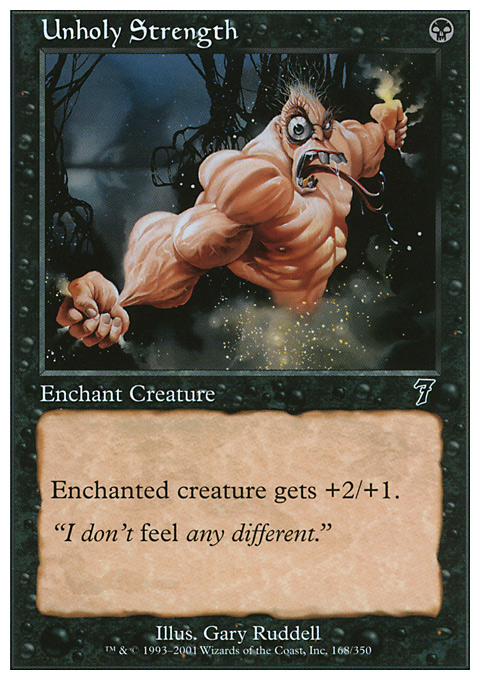 Unholy Strength
Enchant Creature
7
Enchanted creature gets +2/+1.
“I don’t feel any different.”
Illus. Gary Ruddell
™ & © 1993–2001 Wizards of the Coast, Inc. 168/350